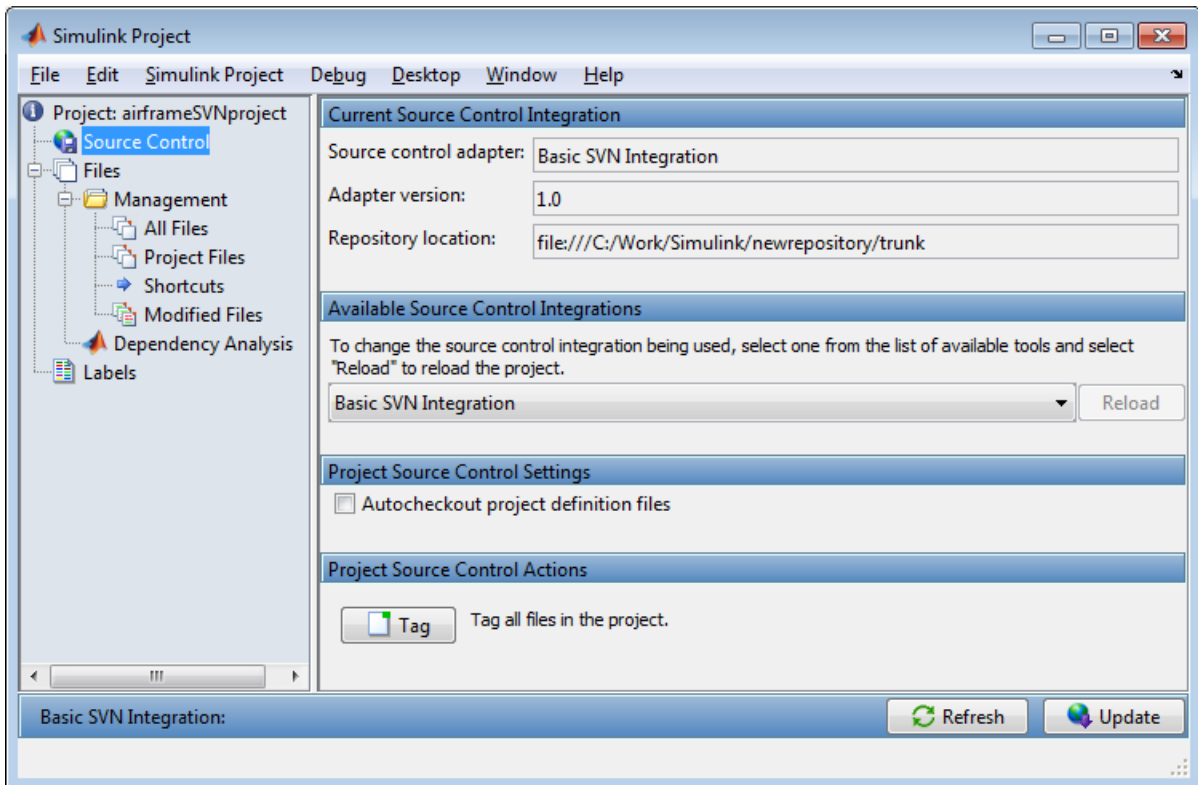 Simulink Project
File Edit Simulink Project Debug Desktop Window Help
Project: airframeSVNproject
Source Control
Files
Management
All Files
Project Files
Shortcuts
Modified Files
Dependency Analysis
Labels
Current Source Control Integration
Source control adapter: Basic SVN Integration
Adapter version: 1.0
Repository location: file:///C:/Work/Simulink/newrepository/trunk
Available Source Control Integrations
To change the source control integration being used, select one from the list of available tools and select
"Reload" to reload the project.
Basic SVN Integration Reload
Project Source Control Settings
Autocheckout project definition files
Project Source Control Actions
Tag Tag all files in the project.
Basic SVN Integration: Refresh Update